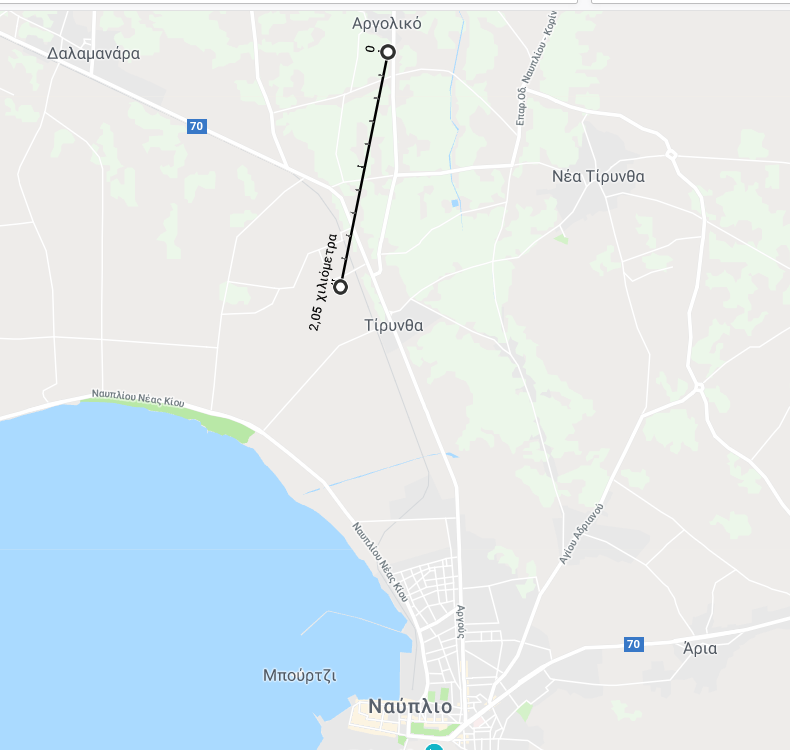 Αργολικό
0
Δαλαμανάρα
70
Επαρ.Οδ. Ναυπλίου - Κορίν
Νέα Τίρυνθα
2,05 χιλιόμετρα
Τίρυνθα
Ναυπλίου Νέας Κίου
Ναυπλίου Νέας Κίου
Αγίου Αδριανού
Αργούς
70
Άρια
Μπούρτζι
Ναύπλιο